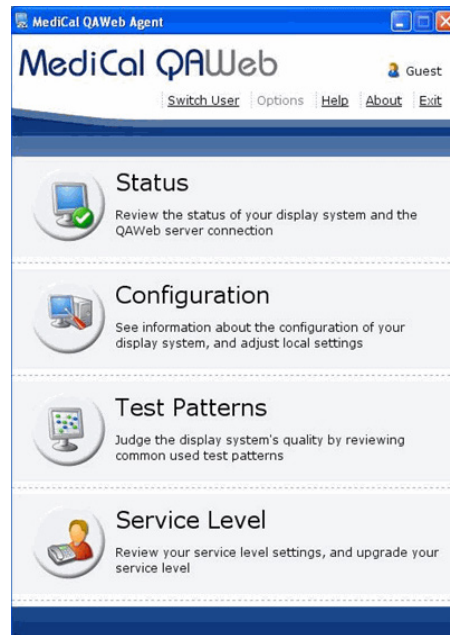 MediCal QAWeb Agent
MediCal QAWeb
Guest
Switch User Options Help About Exit
Status
Review the status of your display system and the
QAWeb server connection
Configuration
See information about the configuration of your
display system, and adjust local settings
Test Patterns
Judge the display system's quality by reviewing
common used test patterns
Service Level
Review your service level settings, and upgrade your
service level